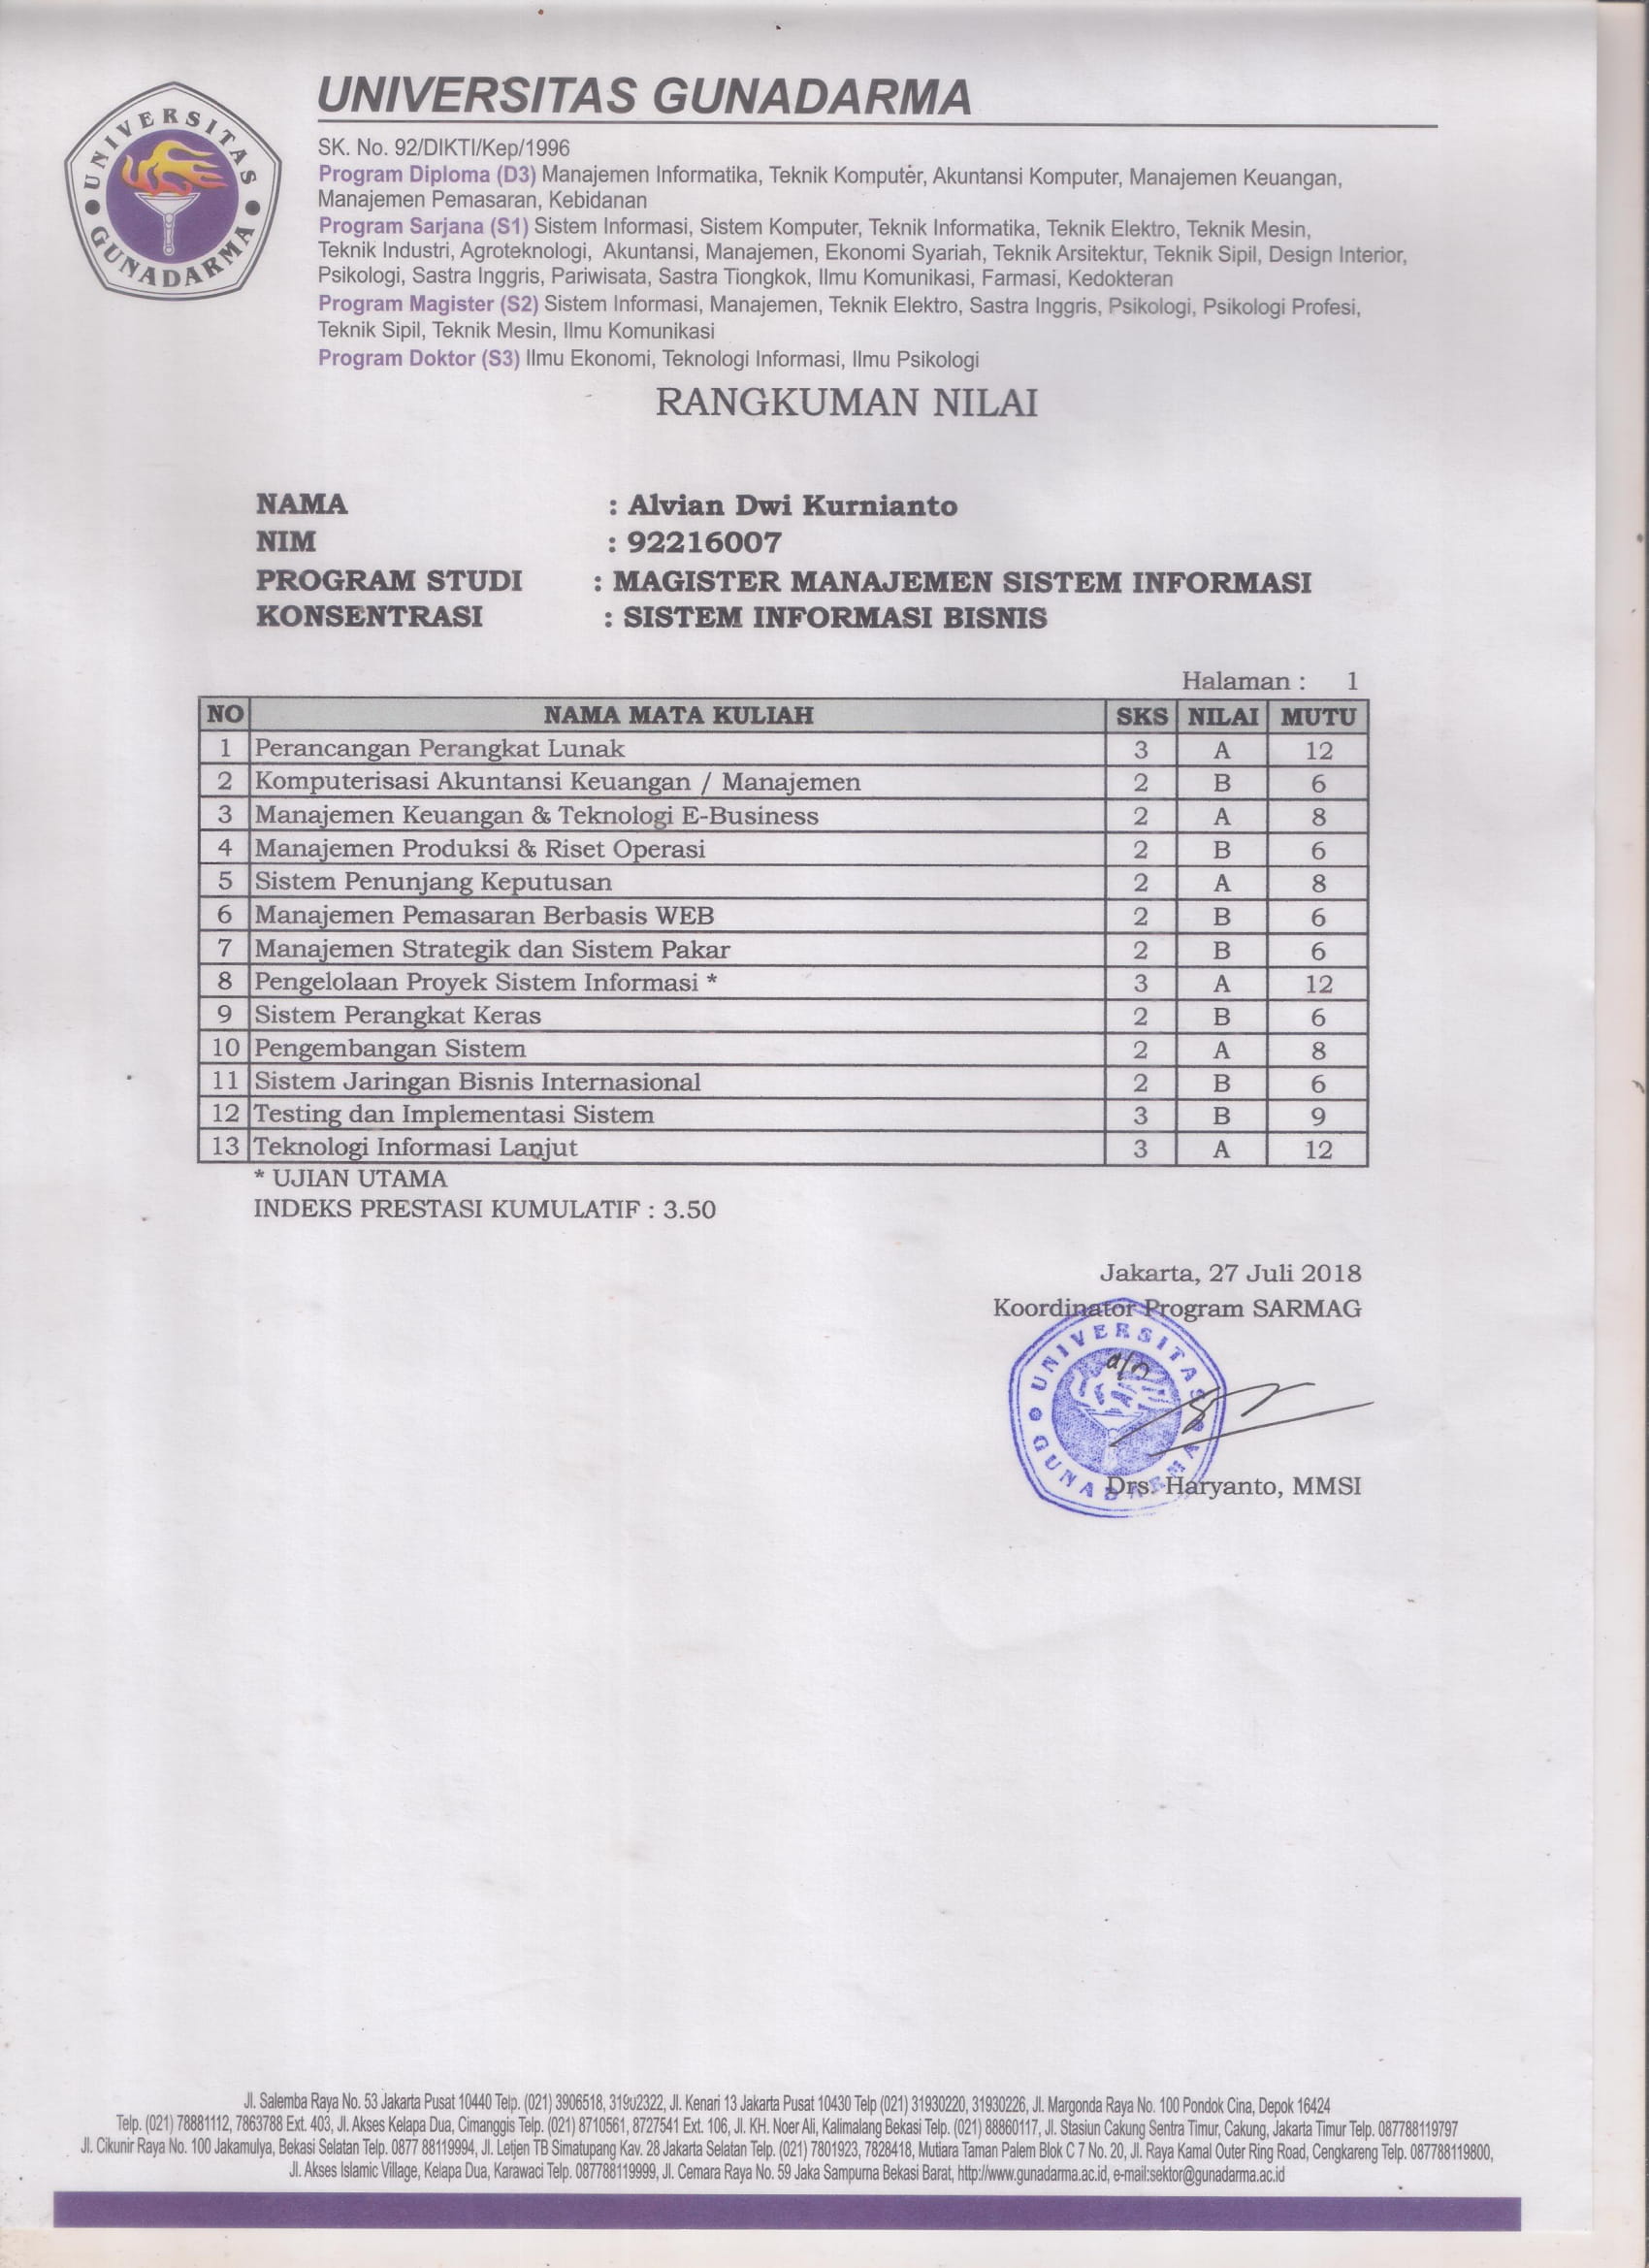 UNIVERSITAS GUNADARMA
UNIVERSITAS GUNADARMA
SK. No. 92/DIKTI/Kep/1996
Program Diploma (D3) Manajemen Informatika, Teknik Komputer, Akuntansi Komputer, Manajemen Keuangan,
Manajemen Pemasaran, Kebidanan
Program Sarjana (S1) Sistem Informasi, Sistem Komputer, Teknik Informatika, Teknik Elektro, Teknik Mesin,
Teknik Industri, Agroteknologi, Akuntansi, Manajemen, Ekonomi Syariah, Teknik Arsitektur, Teknik Sipil, Design Interior,
Psikologi, Sastra Inggris, Pariwisata, Sastra Tiongkok, Ilmu Komunikasi, Farmasi, Kedokteran
Program Magister (S2) Sistem Informasi, Manajemen, Teknik Elektro, Sastra Inggris, Psikologi, Psikologi Profesi,
Teknik Sipil, Teknik Mesin, Ilmu Komunikasi
Program Doktor (S3) Ilmu Ekonomi, Teknologi Informasi, Ilmu Psikologi
RANGKUMAN NILAI
NAMA : Alvian Dwi Kurnianto
NIM : 92216007
PROGRAM STUDI : MAGISTER MANAJEMEN SISTEM INFORMASI
KONSENTRASI : SISTEM INFORMASI BISNIS
Halaman : 1
NO NAMA MATA KULIAH SKS NILAI MUTU
1 Perancangan Perangkat Lunak 3 A 12
2 Komputerisasi Akuntansi Keuangan / Manajemen 2 B 6
3 Manajemen Keuangan & Teknologi E-Business 2 A 8
4 Manajemen Produksi & Riset Operasi 2 B 6
5 Sistem Penunjang Keputusan 2 A 8
6 Manajemen Pemasaran Berbasis WEB 2 B 6
7 Manajemen Strategik dan Sistem Pakar 2 B 6
8 Pengelolaan Proyek Sistem Informasi * 3 A 12
9 Sistem Perangkat Keras 2 B 6
10 Pengembangan Sistem 2 A 8
11 Sistem Jaringan Bisnis Internasional 2 B 6
12 Testing dan Implementasi Sistem 3 B 9
13 Teknologi Informasi Lanjut 3 A 12
* UJIAN UTAMA
INDEKS PRESTASI KUMULATIF : 3.50
Jakarta, 27 Juli 2018
Koordinator Program SARMAG
UNIVERSITAS GUNADARMA
a/n
Drs. Haryanto, MMSI
Jl. Salemba Raya No. 53 Jakarta Pusat 10440 Telp. (021) 3906518, Jl. Kenari 13 Jakarta Pusat 10430 Telp (021) 31930220, 31930226, Jl. Margonda Raya No. 100 Pondok Cina, Depok 16424
Telp. (021) 78881112, 7863788 Ext. 403, Jl. Akses Kelapa Dua, Cimanggis Telp. (021) 8710561, 8727541 Ext. 106, Jl. KH. Noer Ali, Kalimalang Bekasi Telp. (021) 88860117, Jl. Stasiun Cakung Sentra Timur, Cakung, Jakarta Timur Telp. 087788119797
Jl. Cikunir Raya No. 100 Jakamulya, Bekasi Selatan Telp. 0877 88119994, Jl. Letjen TB Simatupang Kav. 28 Jakarta Selatan Telp. (021) 7801923, 7828418, Mutiara Taman Palem Blok C 7 No. 20, Jl. Raya Kamal Outer Ring Road, Cengkareng Telp. 087788119800,
Jl. Akses Islamic Village, Kelapa Dua, Karawaci Telp. 087788119999, Jl. Cemara Raya No. 59 Jaka Sampurna Bekasi Barat, http://www.gunadarma.ac.id, e-mail:sektor@gunadarma.ac.id